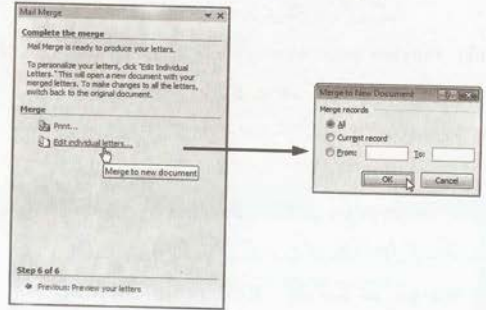 Mail Merge
Complete the merge
Mail Merge is ready to produce your letters.
To personalize your letters, click "Edit Individual
Letters." This will open a new document with your
merged letters. To make changes to all the letters,
switch back to the original document.
Merge
Print...
Edit individual letters...
Merge to new document
Step 6 of 6
Previous: Preview your letters
Merge to New Document
Merge records
All
Current record
From:
To:
OK
Cancel